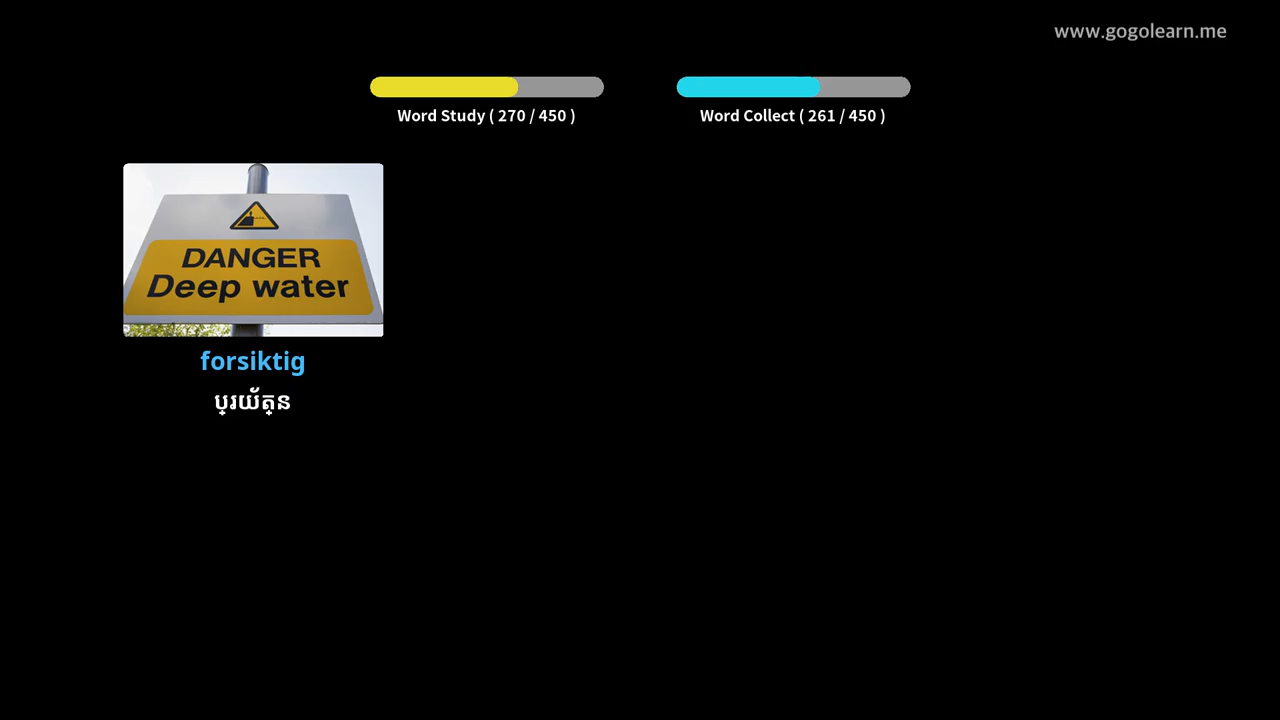 www.gogolearn.me
Word Study ( 270 / 450 )
Word Collect ( 261 / 450 )
DANGER
Deep water
forsiktig
ប្រយ័ត្ន